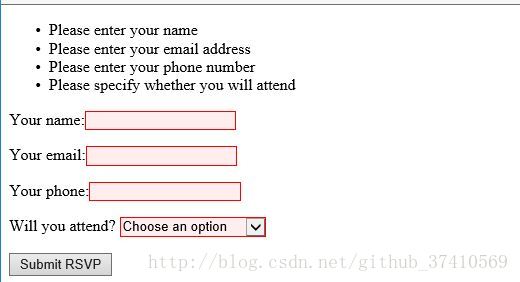 Please enter your name
Please enter your email address
Please enter your phone number
Please specify whether you will attend
Your name:
Your email:
Your phone:
Will you attend? Choose an option
Submit RSVP
http://blog.csdn.net/github_37410569